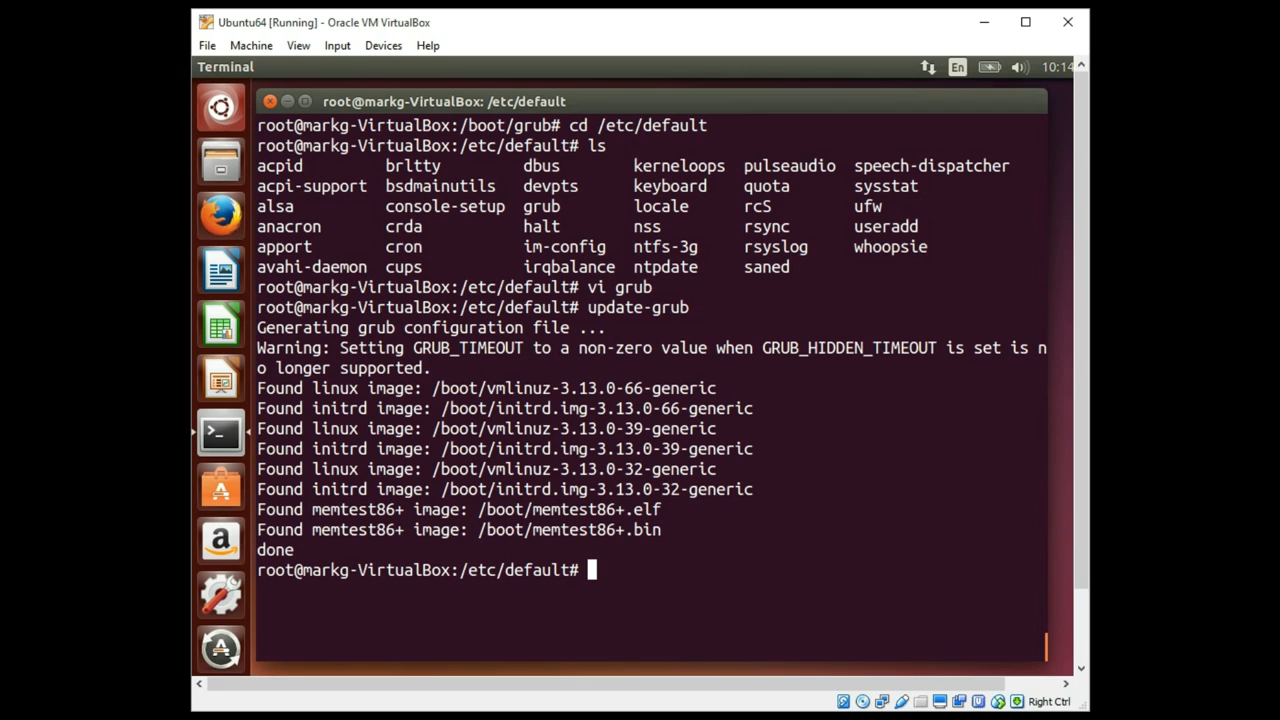 Ubuntu64 [Running] - Oracle VM VirtualBox
File Machine View Input Devices Help
Terminal En 10:14
root@markg-VirtualBox: /etc/default
root@markg-VirtualBox:/boot/grub# cd /etc/default
root@markg-VirtualBox:/etc/default# ls
acpid brltty dbus kerneloops pulseaudio speech-dispatcher
acpi-support bsdmainutils devpts keyboard quota sysstat
alsa console-setup grub locale rcS ufw
anacron crda halt nss rsync useradd
apport cron im-config ntfs-3g rsyslog whoopsie
avahi-daemon cups irqbalance ntpdate saned
root@markg-VirtualBox:/etc/default# vi grub
root@markg-VirtualBox:/etc/default# update-grub
Generating grub configuration file ...
Warning: Setting GRUB_TIMEOUT to a non-zero value when GRUB_HIDDEN_TIMEOUT is set is n
o longer supported.
Found linux image: /boot/vmlinuz-3.13.0-66-generic
Found initrd image: /boot/initrd.img-3.13.0-66-generic
Found linux image: /boot/vmlinuz-3.13.0-39-generic
Found initrd image: /boot/initrd.img-3.13.0-39-generic
Found linux image: /boot/vmlinuz-3.13.0-32-generic
Found initrd image: /boot/initrd.img-3.13.0-32-generic
Found memtest86+ image: /boot/memtest86+.elf
Found memtest86+ image: /boot/memtest86+.bin
done
root@markg-VirtualBox:/etc/default#
Right Ctrl